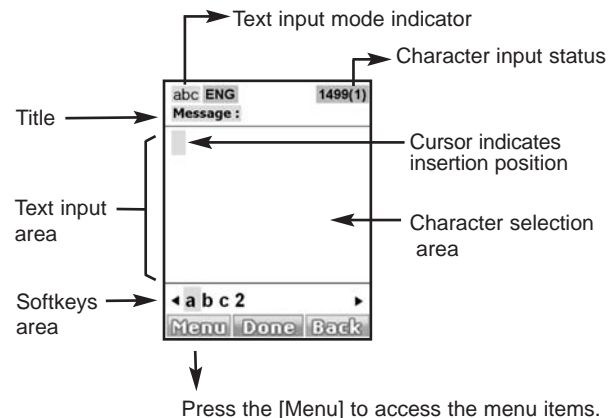 Text input mode indicator
Character input status
abc ENG 1499(1)
Message :
Title
Cursor indicates
insertion position
Text input
area
Character selection
area
Softkeys
area
a b c 2
Menu Done Back
Press the [Menu] to access the menu items.